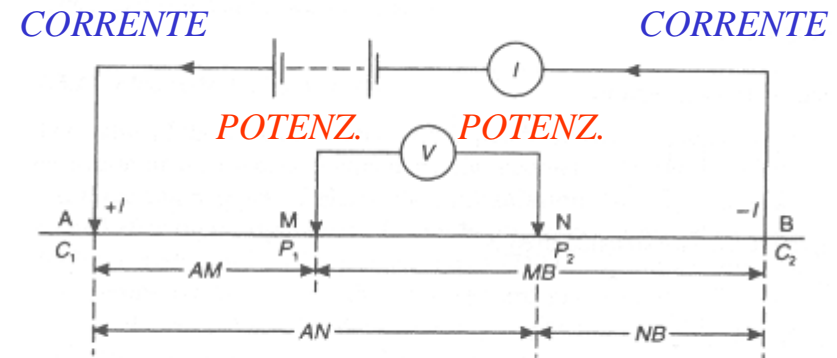 CORRENTE CORRENTE
I
POTENZ. POTENZ.
V
A +I M N -I B
C₁ P₁ P₂ C₂
AM MB
AN NB